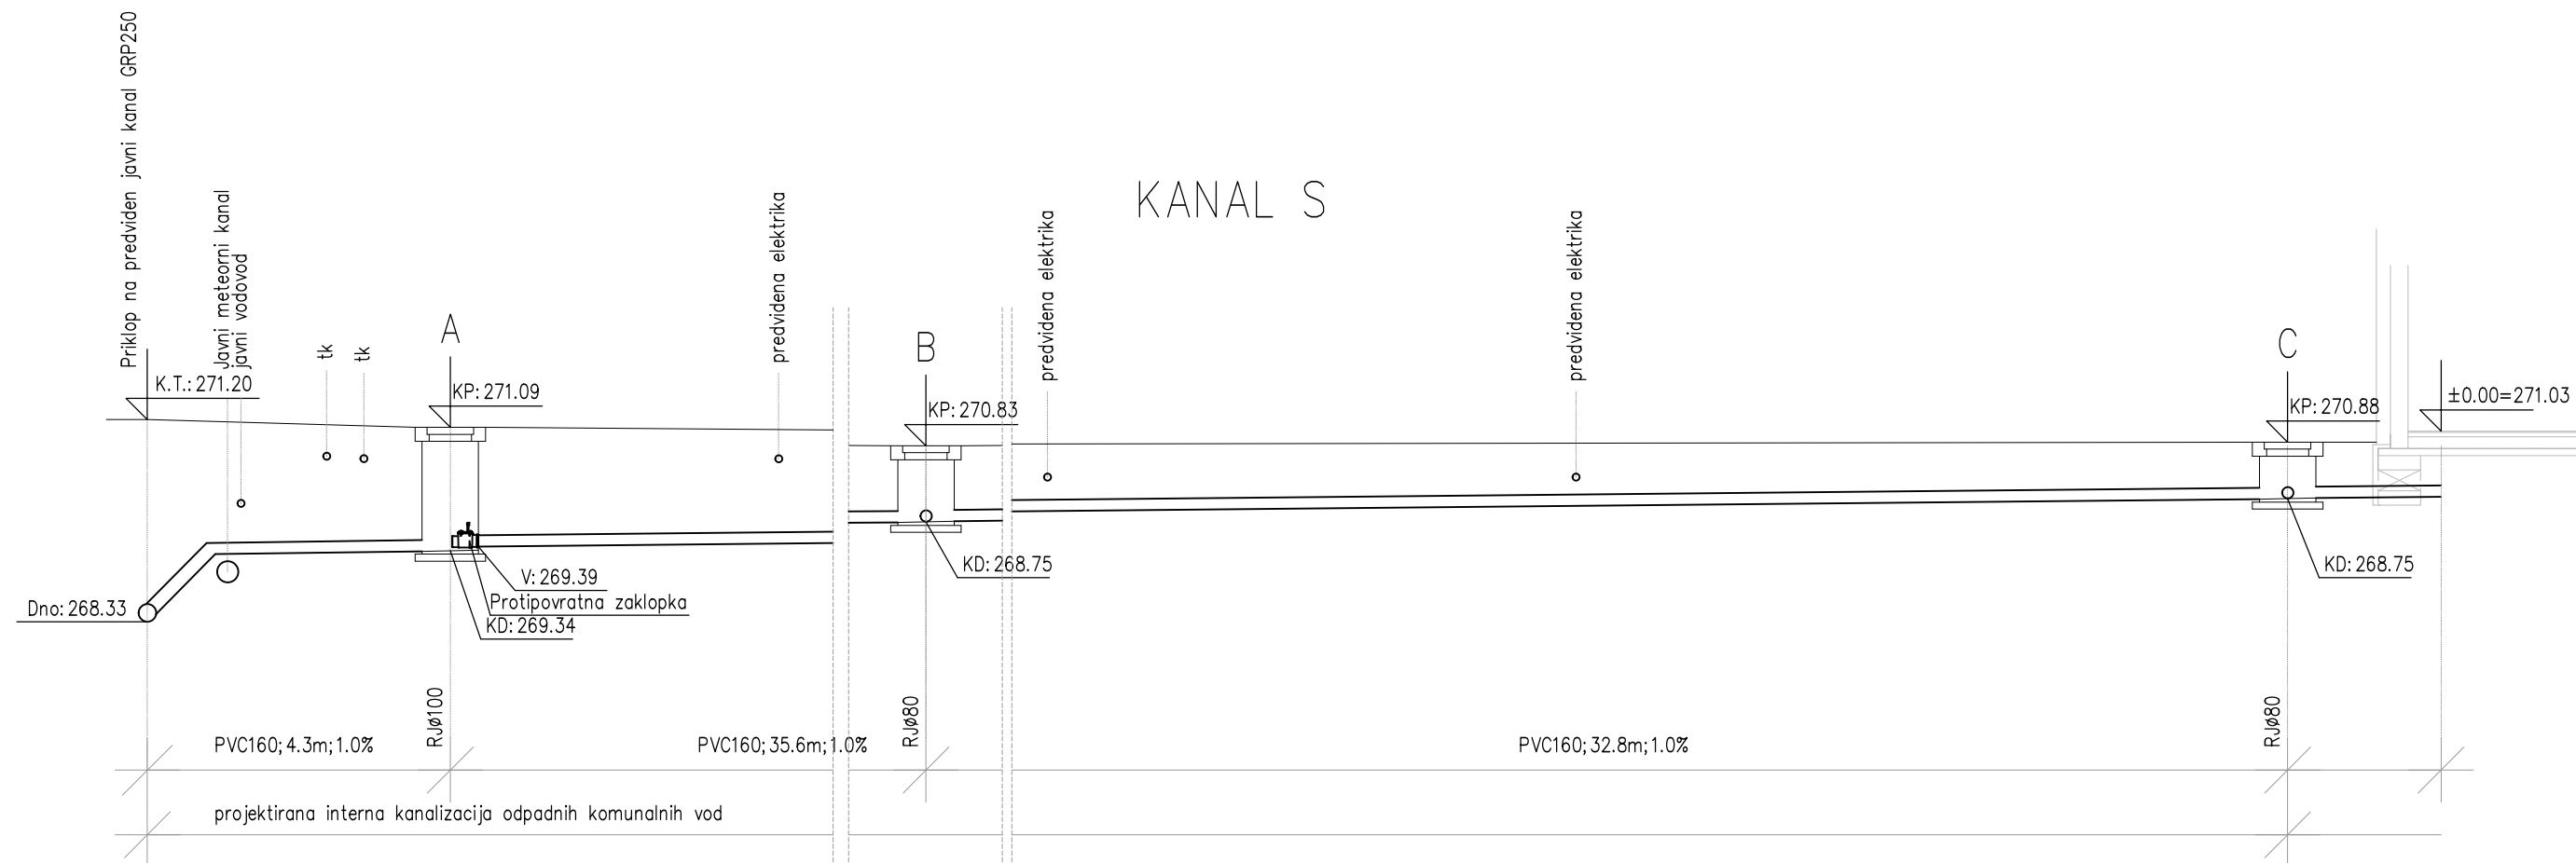 KANAL S
Priklop na predviden javni kanal GRP250
Javni meteorni kanal
javni vodovod
tk
tk
A
predvidena elektrika
B
predvidena elektrika
predvidena elektrika
C
K.T.: 271.20
KP: 271.09
KP: 270.83
KP: 270.88
±0.00=271.03
Dno: 268.33
V: 269.39
Protipovratna zaklopka
KD: 269.34
KD: 268.75
KD: 268.75
RJø100
RJø80
RJø80
PVC160; 4.3m; 1.0%
PVC160; 35.6m; 1.0%
PVC160; 32.8m; 1.0%
projektirana interna kanalizacija odpadnih komunalnih vod